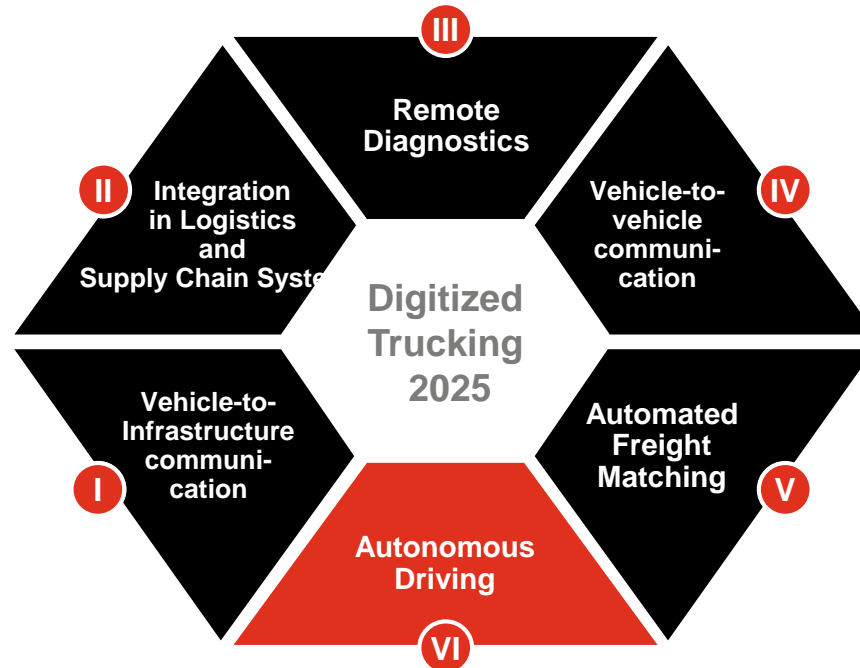 III
Remote
Diagnostics
II
Integration
in Logistics
and
Supply Chain Syste
Vehicle-to-
vehicle
communi-
cation
IV
Digitized
Trucking
2025
Vehicle-to-
Infrastructure
communi-
cation
I
Automated
Freight
Matching
V
Autonomous
Driving
VI